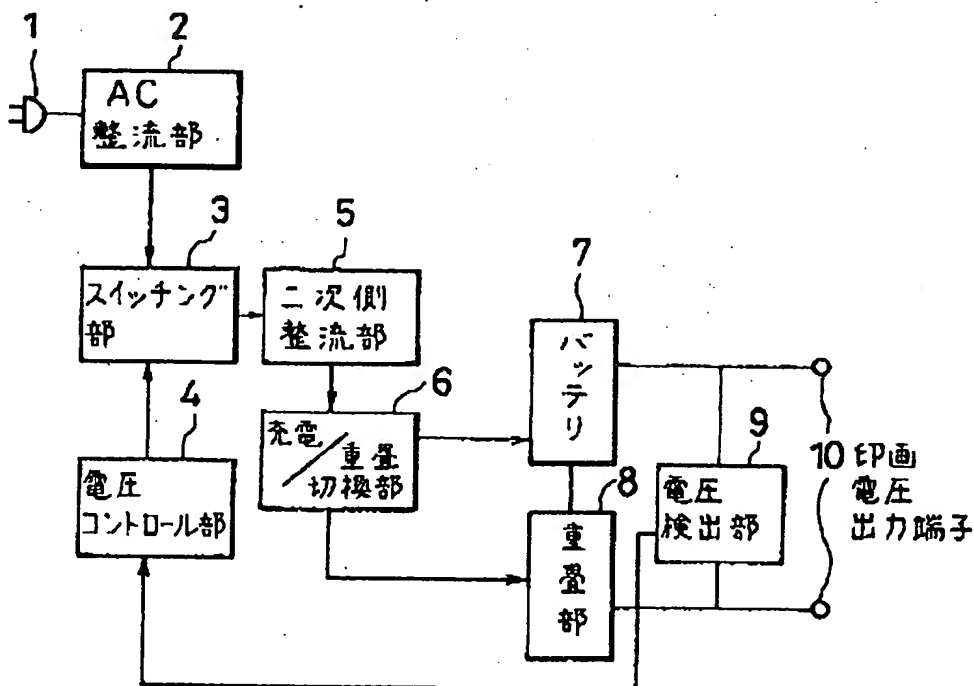 1
2
AC
整流部
3
スイッチング
部
4
電圧
コントロール部
5
二次側
整流部
6
充電／重畳
切換部
7
バッテリ
8
重畳部
9
電圧
検出部
10 印画
電圧
出力端子